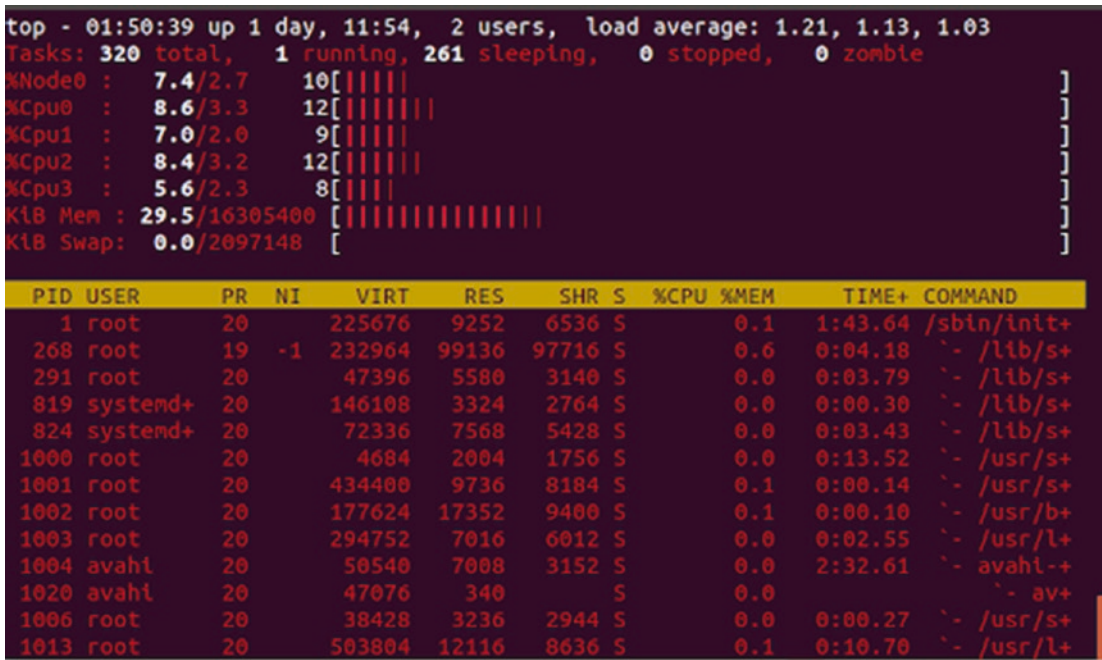 top - 01:50:39 up 1 day, 11:54, 2 users, load average: 1.21, 1.13, 1.03
Tasks: 320 total, 1 running, 261 sleeping, 0 stopped, 0 zombie
%Node0 : 7.4/2.7 10[||||| ]
%Cpu0 : 8.6/3.3 12[||||||| ]
%Cpu1 : 7.0/2.0 9[||||| ]
%Cpu2 : 8.4/3.2 12[|||||| ]
%Cpu3 : 5.6/2.3 8[|||| ]
KiB Mem : 29.5/16305400 [||||||||||||||| ]
KiB Swap: 0.0/2097148 [ ]
PID USER PR NI VIRT RES SHR S %CPU %MEM TIME+ COMMAND
1 root 20 225676 9252 6536 S 0.1 1:43.64 /sbin/init+
268 root 19 -1 232964 99136 97716 S 0.6 0:04.18 `- /lib/s+
291 root 20 47396 5580 3140 S 0.0 0:03.79 `- /lib/s+
819 systemd+ 20 146108 3324 2764 S 0.0 0:00.30 `- /lib/s+
824 systemd+ 20 72336 7568 5428 S 0.0 0:03.43 `- /lib/s+
1000 root 20 4684 2004 1756 S 0.0 0:13.52 `- /usr/s+
1001 root 20 434400 9736 8184 S 0.1 0:00.14 `- /usr/s+
1002 root 20 177624 17352 9400 S 0.1 0:00.10 `- /usr/b+
1003 root 20 294752 7016 6012 S 0.0 0:02.55 `- /usr/l+
1004 avahi 20 50540 7008 3152 S 0.0 2:32.61 `- avahi-+
1020 avahi 20 47076 340 S 0.0 `- av+
1006 root 20 38428 3236 2944 S 0.0 0:00.27 `- /usr/s+
1013 root 20 503804 12116 8636 S 0.1 0:10.70 `- /usr/l+